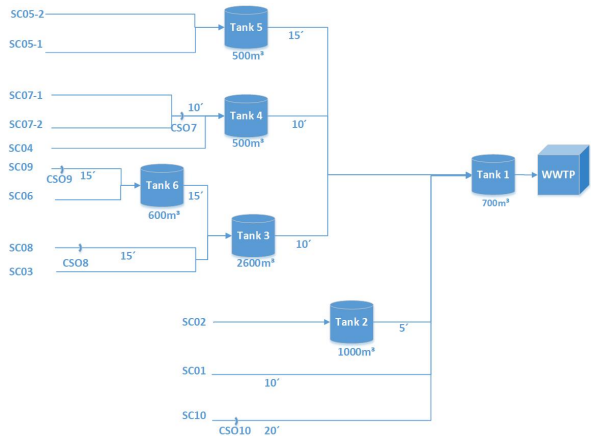 SC05-2
Tank 5
15´
SC05-1
500m³
SC07-1
10´
Tank 4
10´
SC07-2
CSO7
500m³
SC04
SC09
CSO9
15´
Tank 6
15´
Tank 1
WWTP
SC06
600m³
700m³
SC08
CSO8
15´
Tank 3
10´
SC03
2600m³
SC02
Tank 2
5´
1000m³
SC01
10´
SC10
CSO10
20´